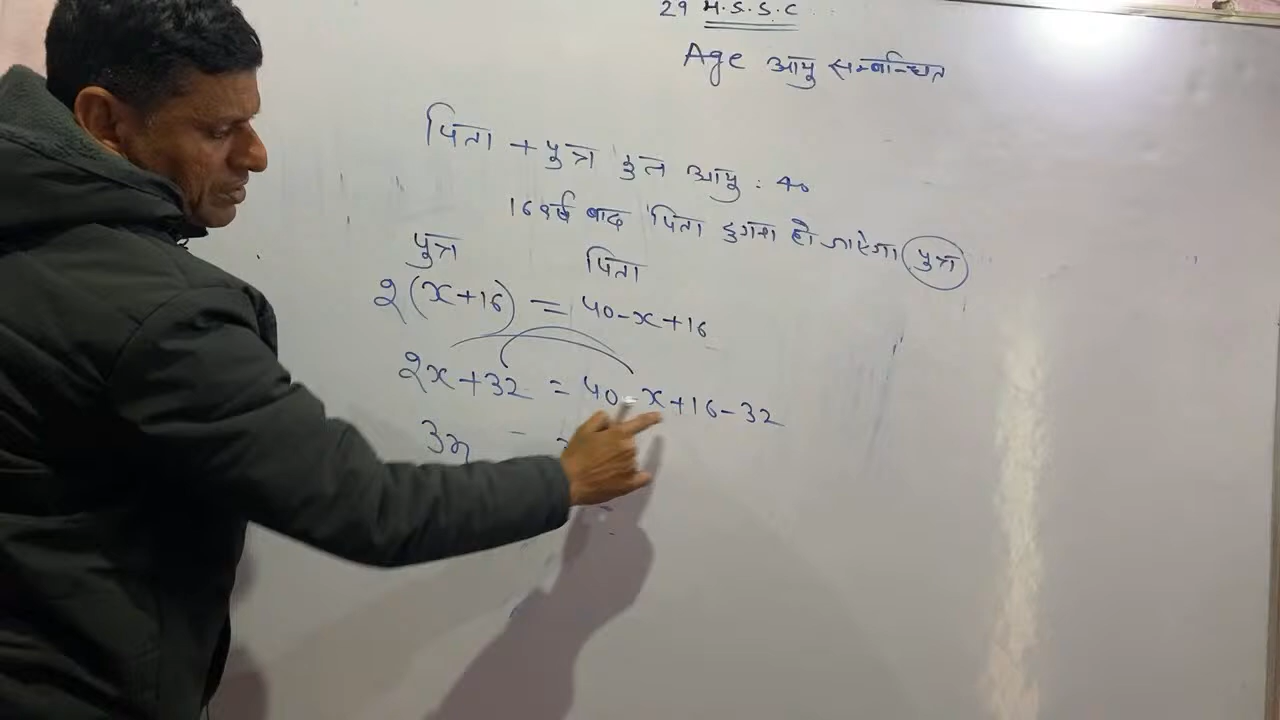 29 H.S.S.C
Age आयु सम्बन्धित
पिता + पुत्र कुल आयु : 40
16 वर्ष बाद पिता दुगना हो जाऐगा पुत्र
पुत्र पिता
2(x+16) = 40-x+16
2x+32 = 40-x+16-32
3x =